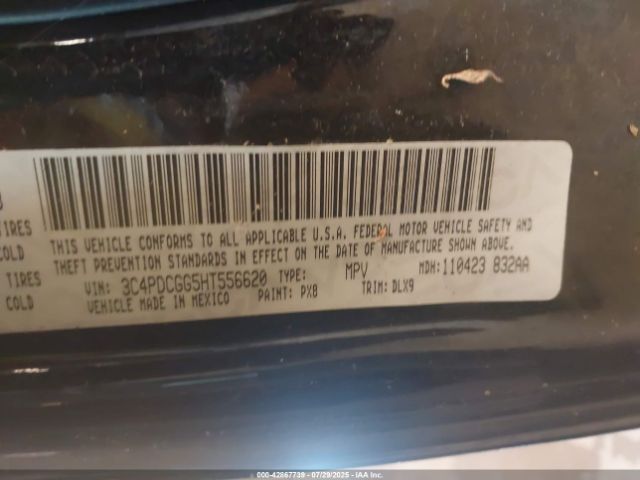 TIRES
COLD
TIRES
COLD
THIS VEHICLE CONFORMS TO ALL APPLICABLE U.S.A. FEDERAL MOTOR VEHICLE SAFETY AND
THEFT PREVENTION STANDARDS IN EFFECT ON THE DATE OF MANUFACTURE SHOWN ABOVE.
VIN: 3C4PDCGG5HT556620 TYPE: MPV MDH:110423 832AA
VEHICLE MADE IN MEXICO PAINT: PX8 TRIM: DLX9
000-42867739 - 07/29/2025 - IAAI.COM